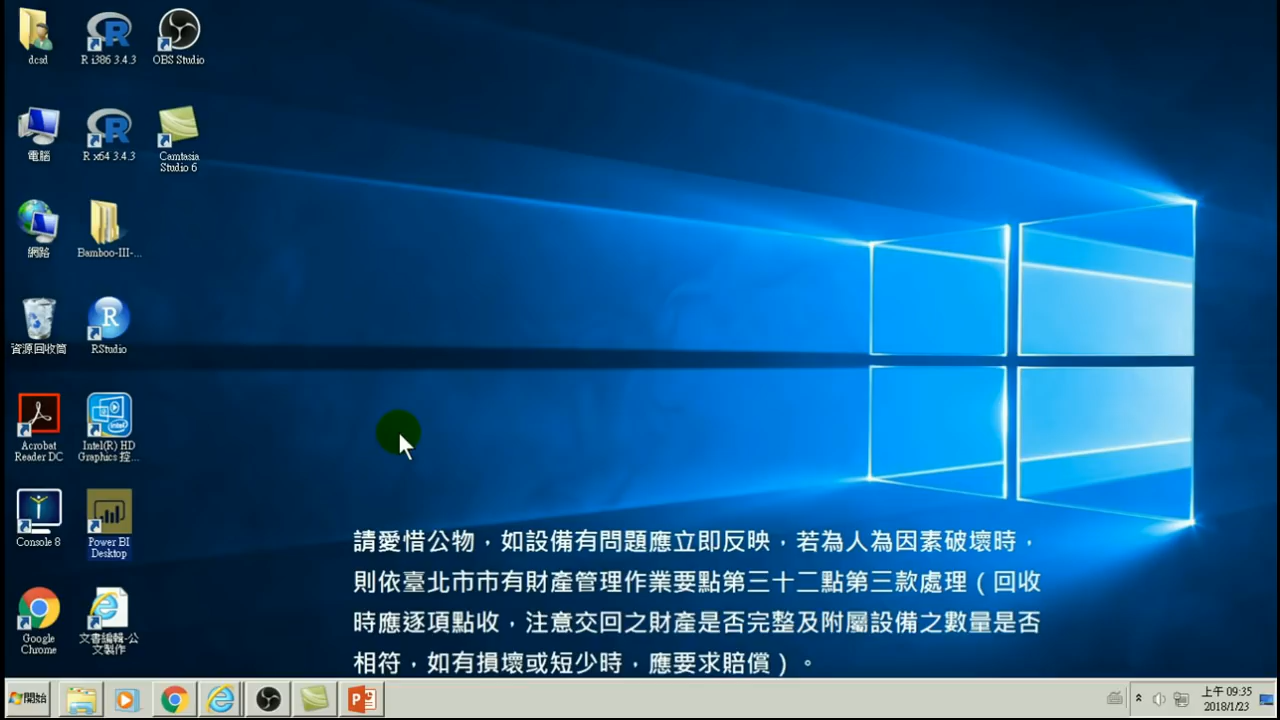 dcsd
R i386 3.4.3
OBS Studio
電腦
R x64 3.4.3
Camtasia
Studio 6
網路
Bamboo-III-...
資源回收筒
RStudio
Acrobat
Reader DC
Intel(R) HD
Graphics 控...
Console 8
Power BI
Desktop
Google
Chrome
文書編輯-公
文製作
請愛惜公物，如設備有問題應立即反映，若為人為因素破壞時，
則依臺北市市有財產管理作業要點第三十二點第三款處理（回收
時應逐項點收，注意交回之財產是否完整及附屬設備之數量是否
相符，如有損壞或短少時，應要求賠償）。
開始
上午 09:35
2018/1/23